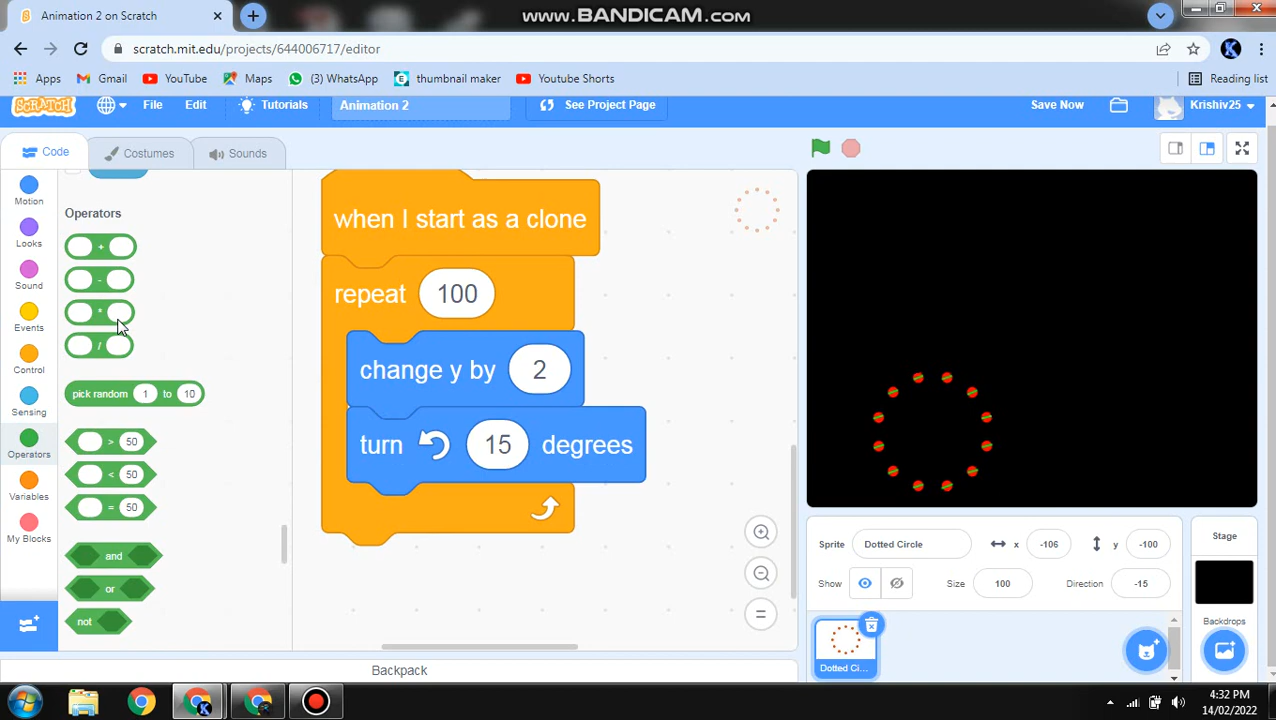 www.BANDICAM.com
Animation 2 on Scratch
scratch.mit.edu/projects/644006717/editor
Apps Gmail YouTube Maps (3) WhatsApp thumbnail maker Youtube Shorts Reading list
SCRATCH File Edit Tutorials Animation 2 See Project Page Save Now Krishiv25
Code Costumes Sounds
Motion
Looks
Sound
Events
Control
Sensing
Operators
Variables
My Blocks
Operators
+
-
*
/
pick random 1 to 10
> 50
< 50
= 50
and
or
not
when I start as a clone
repeat 100
change y by 2
turn 15 degrees
Sprite Dotted Circle x -106 y -100
Show Size 100 Direction -15
Dotted Ci...
Stage
Backdrops
Backpack
4:32 PM
14/02/2022